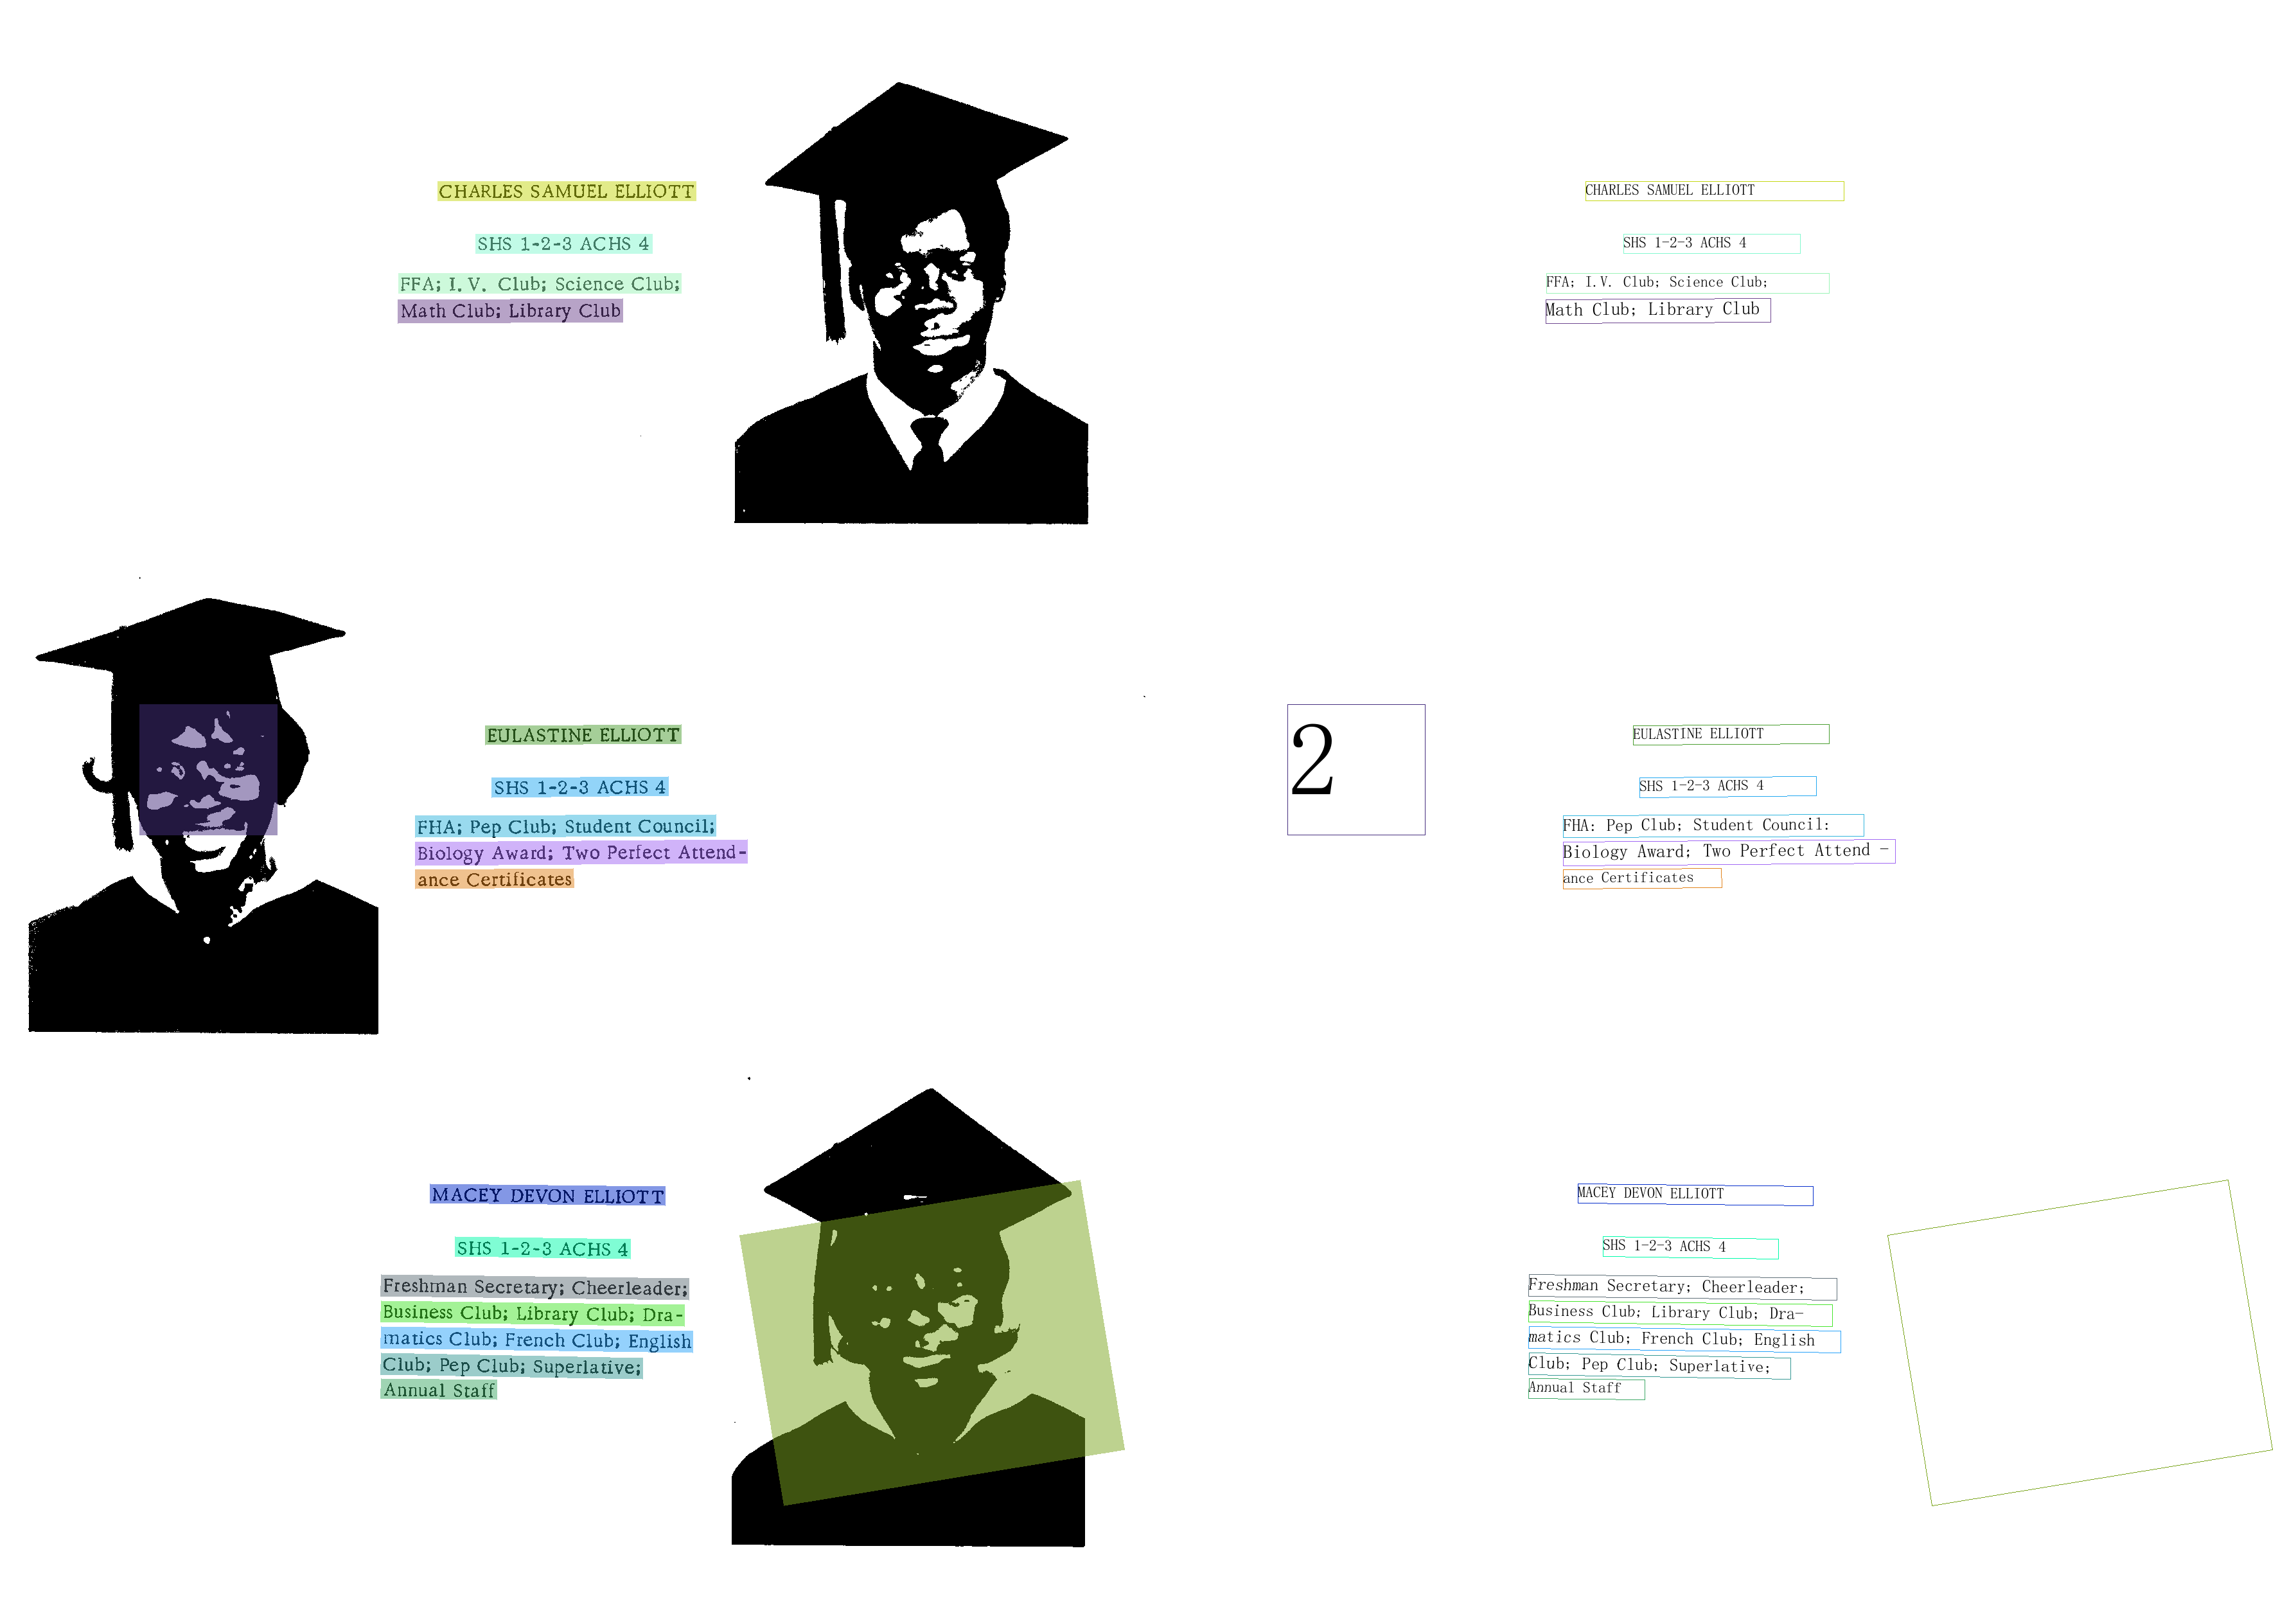 CHARLES SAMUEL ELLIOTT
SHS 1-2-3 ACHS 4
FFA; I.V. Club; Science Club;
Math Club; Library Club
EULASTINE ELLIOTT
SHS 1-2-3 ACHS 4
FHA; Pep Club; Student Council;
Biology Award; Two Perfect Attend-
ance Certificates
MACEY DEVON ELLIOTT
SHS 1-2-3 ACHS 4
Freshman Secretary; Cheerleader;
Business Club; Library Club; Dra-
matics Club; French Club; English
Club; Pep Club; Superlative;
Annual Staff
CHARLES SAMUEL ELLIOTT
SHS 1-2-3 ACHS 4
FFA; I.V. Club; Science Club;
Math Club; Library Club
2
EULASTINE ELLIOTT
SHS 1-2-3 ACHS 4
FHA: Pep Club; Student Council:
Biology Award; Two Perfect Attend -
ance Certificates
MACEY DEVON ELLIOTT
SHS 1-2-3 ACHS 4
Freshman Secretary; Cheerleader;
Business Club; Library Club; Dra-
matics Club; French Club; English
Club; Pep Club; Superlative;
Annual Staff